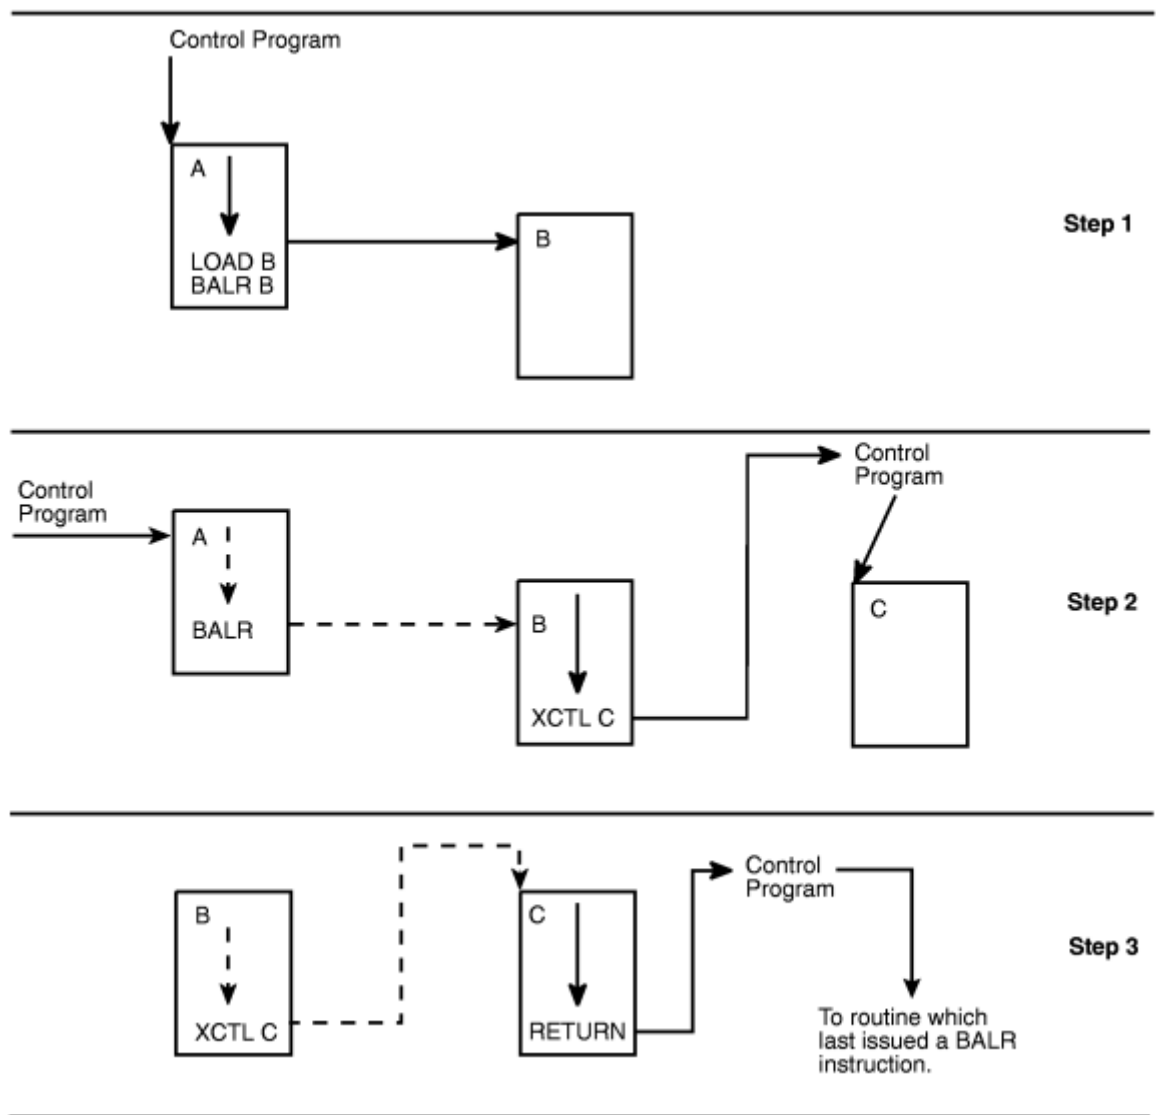 Control Program
A
LOAD B
BALR B
B
Step 1
Control
Program
A
BALR
B
XCTL C
Control
Program
C
Step 2
B
XCTL C
C
RETURN
Control
Program
To routine which
last issued a BALR
instruction.
Step 3